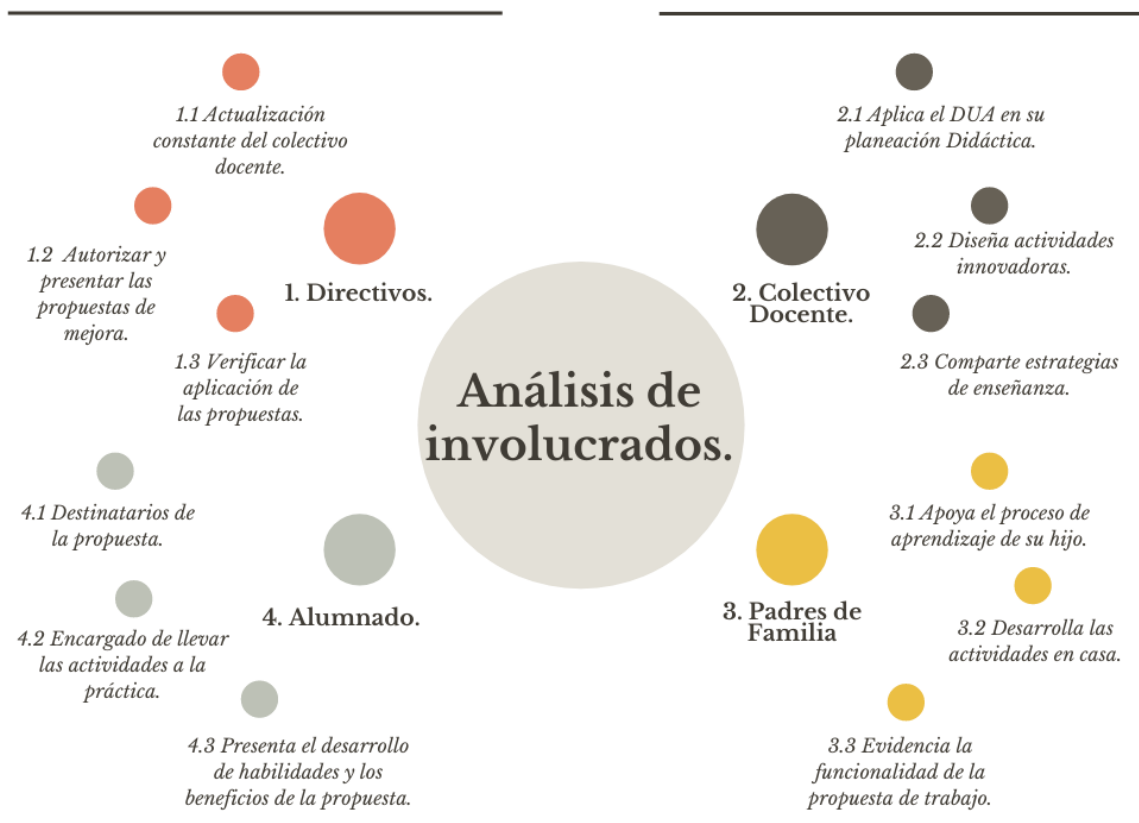 Análisis de
involucrados.
1. Directivos.
1.1 Actualización
constante del colectivo
docente.
1.2 Autorizar y
presentar las
propuestas de
mejora.
1.3 Verificar la
aplicación de
las propuestas.
2. Colectivo
Docente.
2.1 Aplica el DUA en su
planeación Didáctica.
2.2 Diseña actividades
innovadoras.
2.3 Comparte estrategias
de enseñanza.
3. Padres de
Familia
3.1 Apoya el proceso de
aprendizaje de su hijo.
3.2 Desarrolla las
actividades en casa.
3.3 Evidencia la
funcionalidad de la
propuesta de trabajo.
4. Alumnado.
4.1 Destinatarios de
la propuesta.
4.2 Encargado de llevar
las actividades a la
práctica.
4.3 Presenta el desarrollo
de habilidades y los
beneficios de la propuesta.